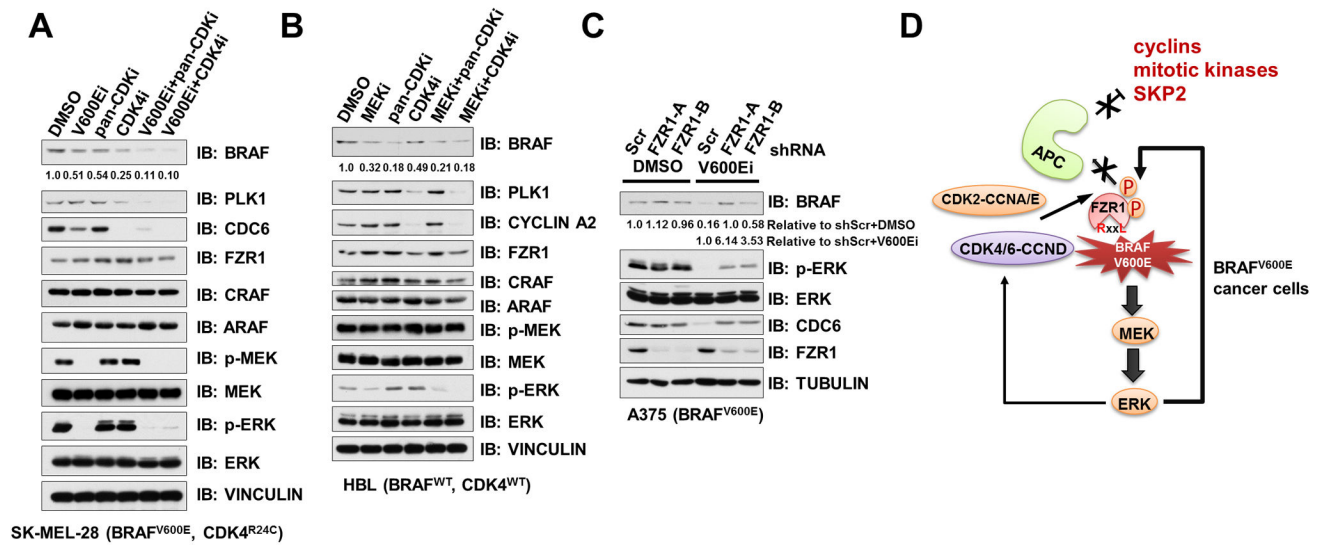 A
DMSO
V600Ei
pan-CDKi
CDK4i
V600Ei+pan-CDKi
V600Ei+CDK4i
IB: BRAF
1.0 0.51 0.54 0.25 0.11 0.10
IB: PLK1
IB: CDC6
IB: FZR1
IB: CRAF
IB: ARAF
IB: p-MEK
IB: MEK
IB: p-ERK
IB: ERK
IB: VINCULIN
SK-MEL-28 (BRAFV600E, CDK4R24C)
B
DMSO
MEKi
pan-CDKi
CDK4i
MEKi+pan-CDKi
MEKi+CDK4i
IB: BRAF
1.0 0.32 0.18 0.49 0.21 0.18
IB: PLK1
IB: CYCLIN A2
IB: FZR1
IB: CRAF
IB: ARAF
IB: p-MEK
IB: MEK
IB: p-ERK
IB: ERK
IB: VINCULIN
HBL (BRAFWT, CDK4WT)
C
Scr
FZR1-A
FZR1-B
Scr
FZR1-A
FZR1-B
shRNA
DMSO V600Ei
IB: BRAF
1.0 1.12 0.96 0.16 1.0 0.58 Relative to shScr+DMSO
1.0 6.14 3.53 Relative to shScr+V600Ei
IB: p-ERK
IB: ERK
IB: CDC6
IB: FZR1
IB: TUBULIN
A375 (BRAFV600E)
D
cyclins
mitotic kinases
SKP2
APC
CDK2-CCNA/E
P
P
FZR1
RxxL
CDK4/6-CCND
BRAF
V600E
BRAFV600E
cancer cells
MEK
ERK